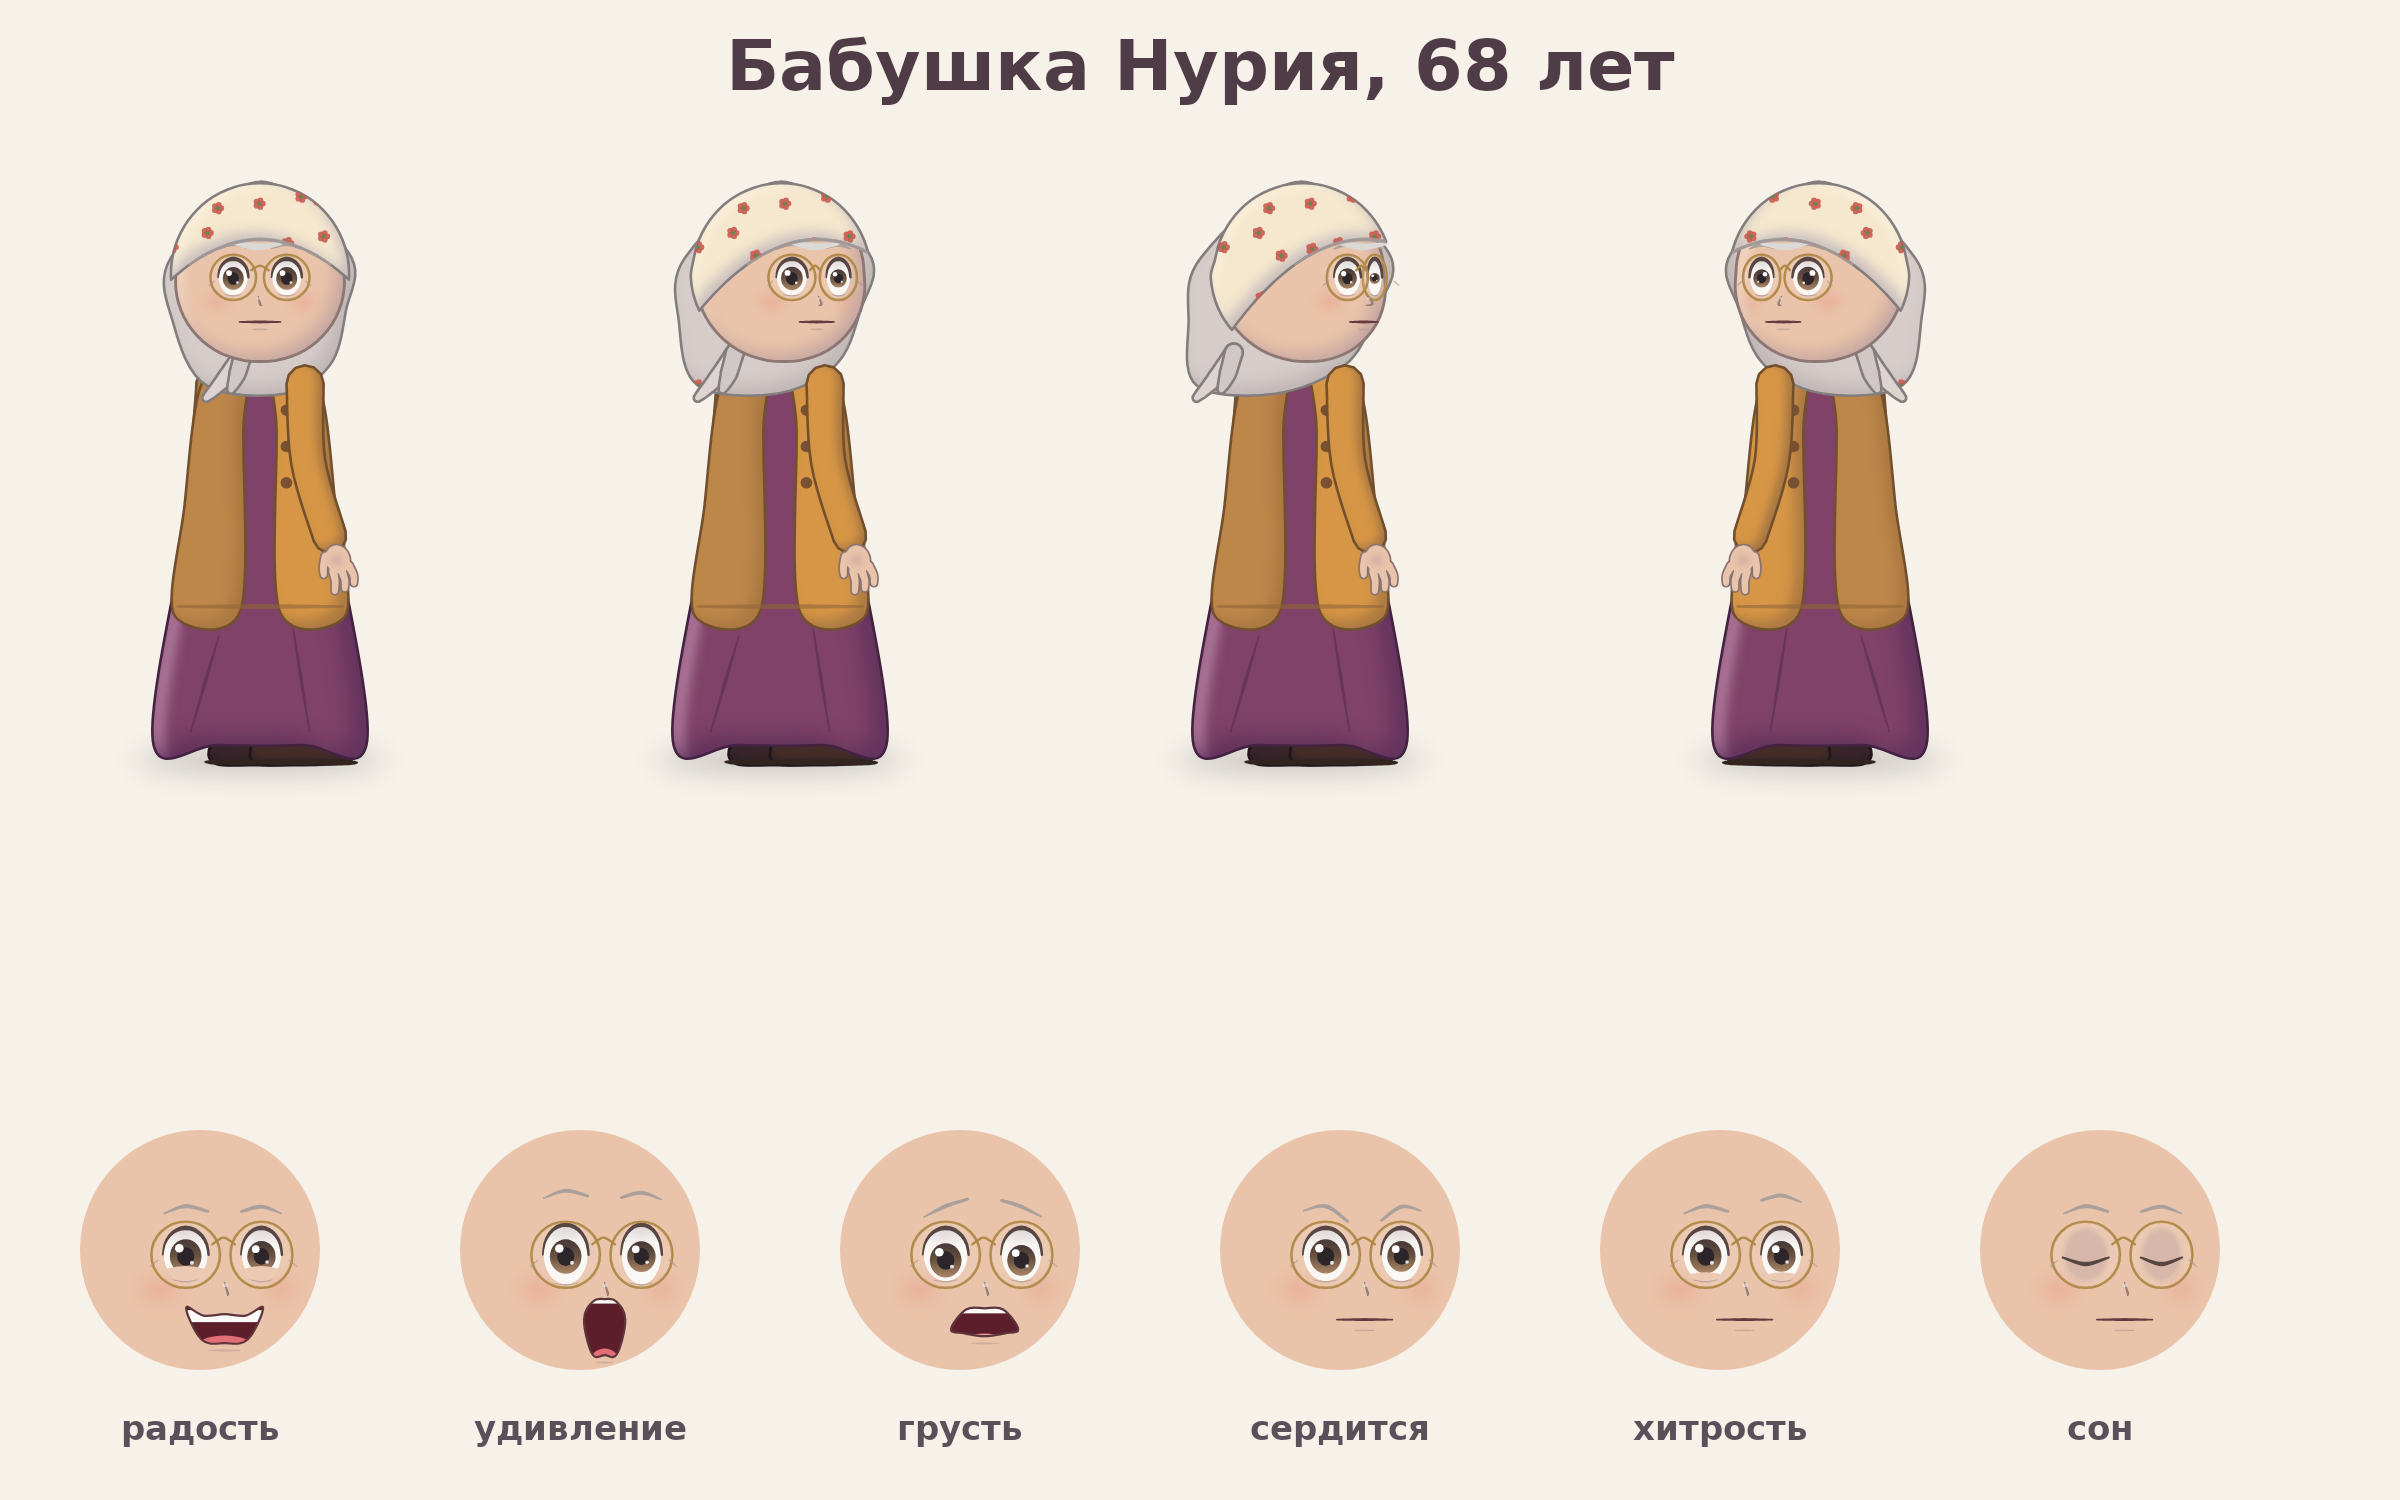 Бабушка Нурия, 68 лет
радость
удивление
грусть
сердится
хитрость
сон